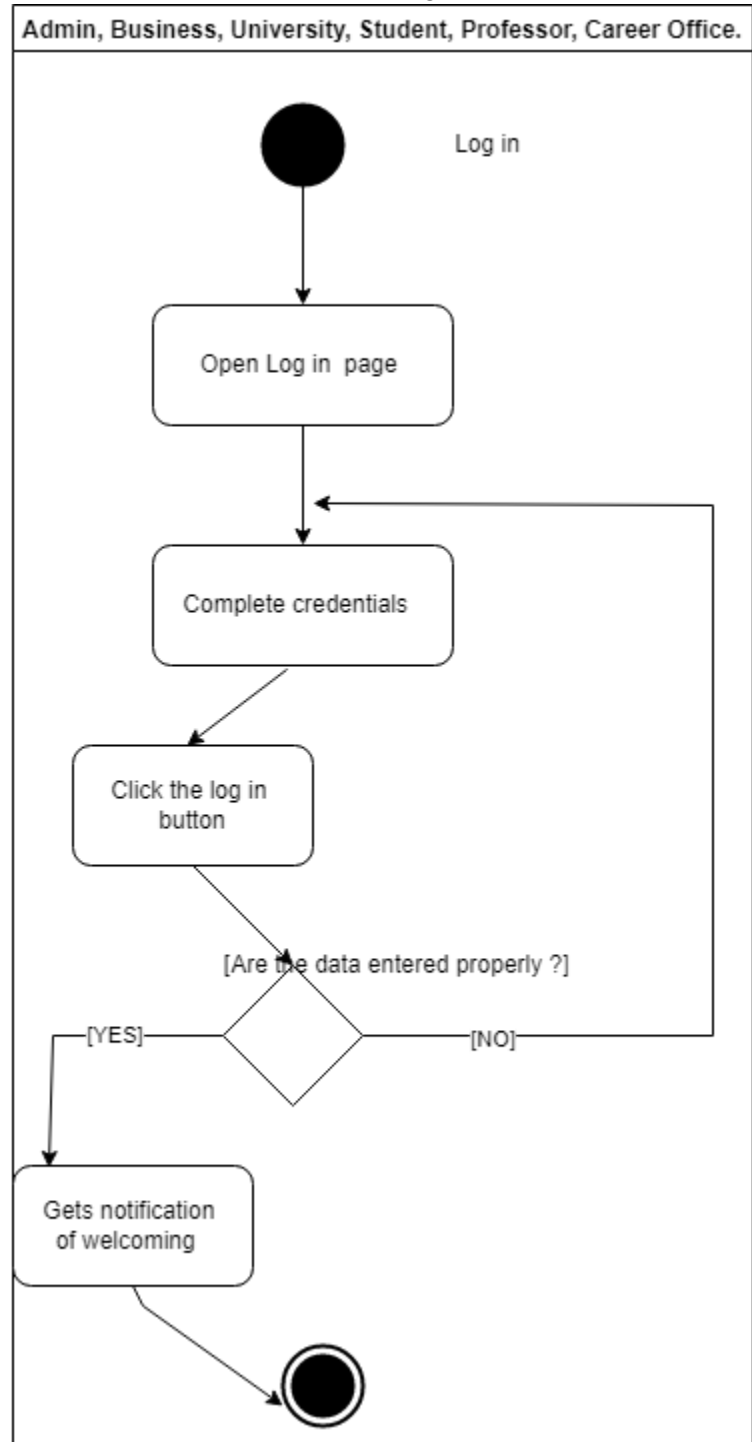 Admin, Business, University, Student, Professor, Career Office.
Log in
Open Log in page
Complete credentials
Click the log in
button
[Are the data entered properly ?]
[YES]
[NO]
Gets notification
of welcoming